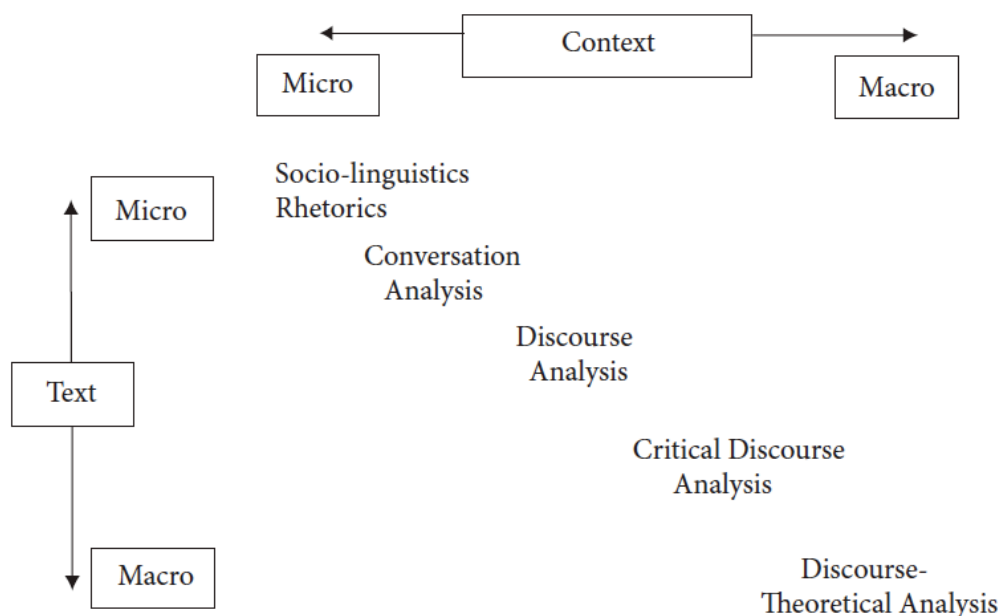 Context
Micro
Macro
Socio-linguistics
Rhetorics
Micro
Conversation
Analysis
Discourse
Analysis
Text
Critical Discourse
Analysis
Macro
Discourse-
Theoretical Analysis